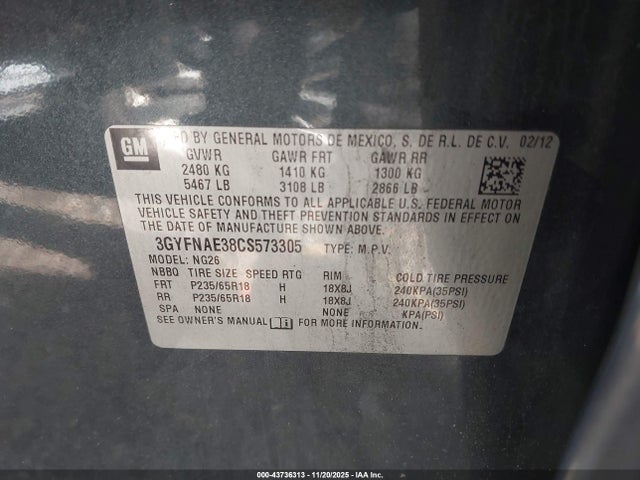 GM
MFD BY GENERAL MOTORS DE MEXICO, S. DE R.L. DE C.V. 02/12
GVWR GAWR FRT GAWR RR
2480 KG 1410 KG 1300 KG
5467 LB 3108 LB 2866 LB
THIS VEHICLE CONFORMS TO ALL APPLICABLE U.S. FEDERAL MOTOR
VEHICLE SAFETY AND THEFT PREVENTION STANDARDS IN EFFECT ON
THE DATE OF MANUFACTURE SHOWN ABOVE.
3GYFNAE38CS573305 TYPE: M.P.V.
MODEL: NG26
NBBQ TIRE SIZE SPEED RTG RIM COLD TIRE PRESSURE
FRT P235/65R18 H 18X8J 240KPA(35PSI)
RR P235/65R18 H 18X8J 240KPA(35PSI)
SPA NONE NONE KPA(PSI)
SEE OWNER'S MANUAL FOR MORE INFORMATION.
000-43736313 - 11/20/2025 - IAA Inc.